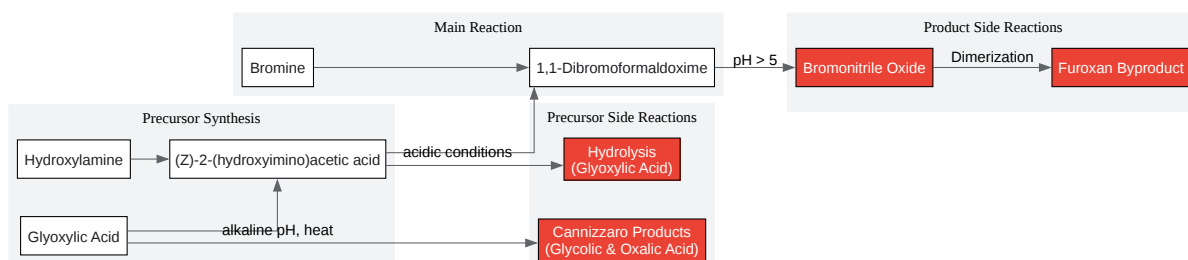 Main Reaction
Product Side Reactions
Bromine
1,1-Dibromoformaldoxime
pH > 5
Bromonitrile Oxide
Dimerization
Furoxan Byproduct
Precursor Synthesis
Precursor Side Reactions
Hydroxylamine
(Z)-2-(hydroxyimino)acetic acid
acidic conditions
Hydrolysis
(Glyoxylic Acid)
Glyoxylic Acid
alkaline pH, heat
Cannizzaro Products
(Glycolic & Oxalic Acid)